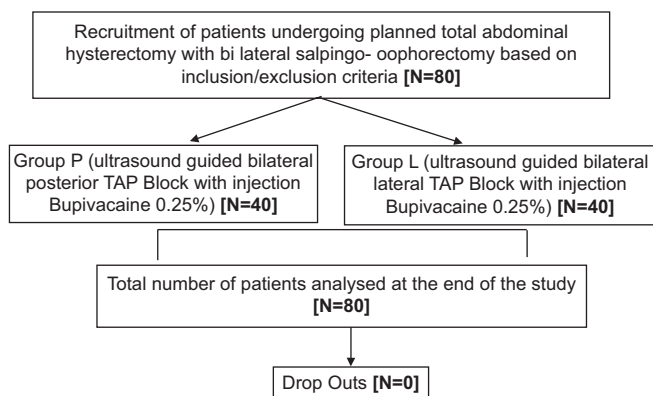 Recruitment of patients undergoing planned total abdominal
hysterectomy with bi lateral salpingo- oophorectomy based on
inclusion/exclusion criteria [N=80]
Group P (ultrasound guided bilateral
posterior TAP Block with injection
Bupivacaine 0.25%) [N=40]
Group L (ultrasound guided bilateral
lateral TAP Block with injection
Bupivacaine 0.25%) [N=40]
Total number of patients analysed at the end of the study
[N=80]
Drop Outs [N=0]